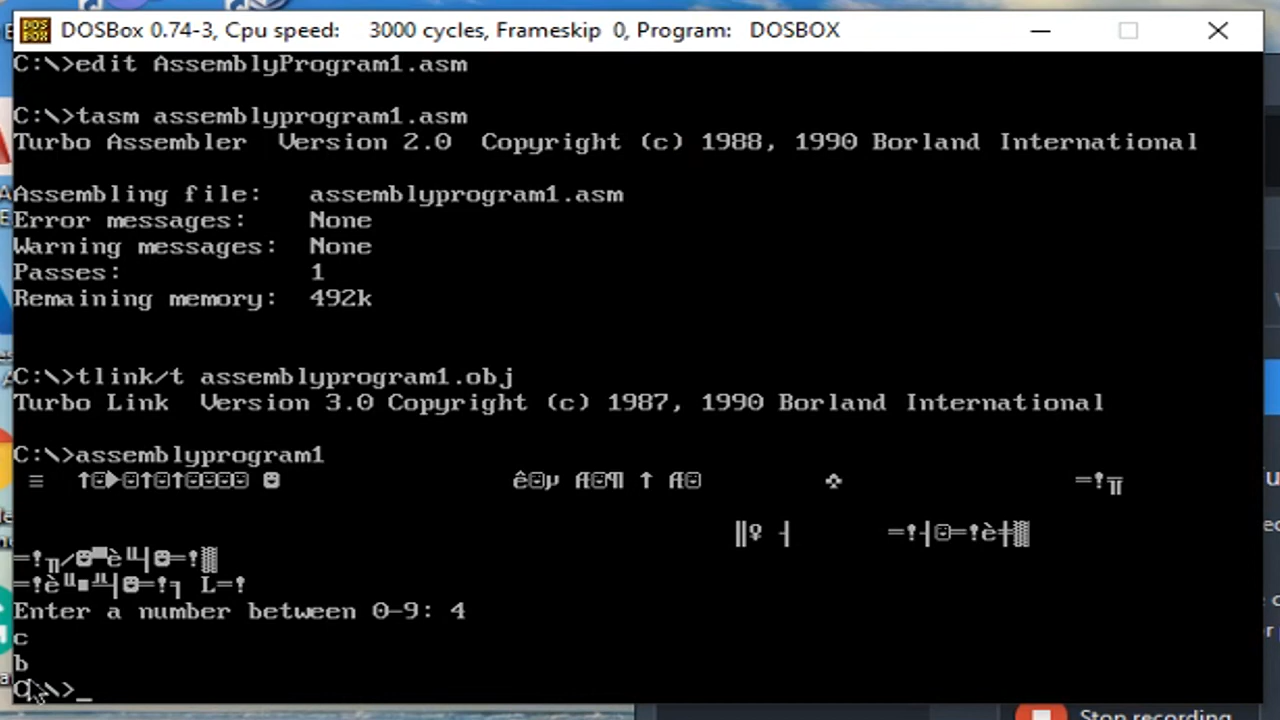 DOSBox 0.74-3, Cpu speed: 3000 cycles, Frameskip 0, Program: DOSBOX
C:\>edit AssemblyProgram1.asm
C:\>tasm assemblyprogram1.asm
Turbo Assembler Version 2.0 Copyright (c) 1988, 1990 Borland International
Assembling file: assemblyprogram1.asm
Error messages: None
Warning messages: None
Passes: 1
Remaining memory: 492k
C:\>tlink/t assemblyprogram1.obj
Turbo Link Version 3.0 Copyright (c) 1987, 1990 Borland International
C:\>assemblyprogram1
Enter a number between 0-9: 4
c
b
C:\>_
Stop recording